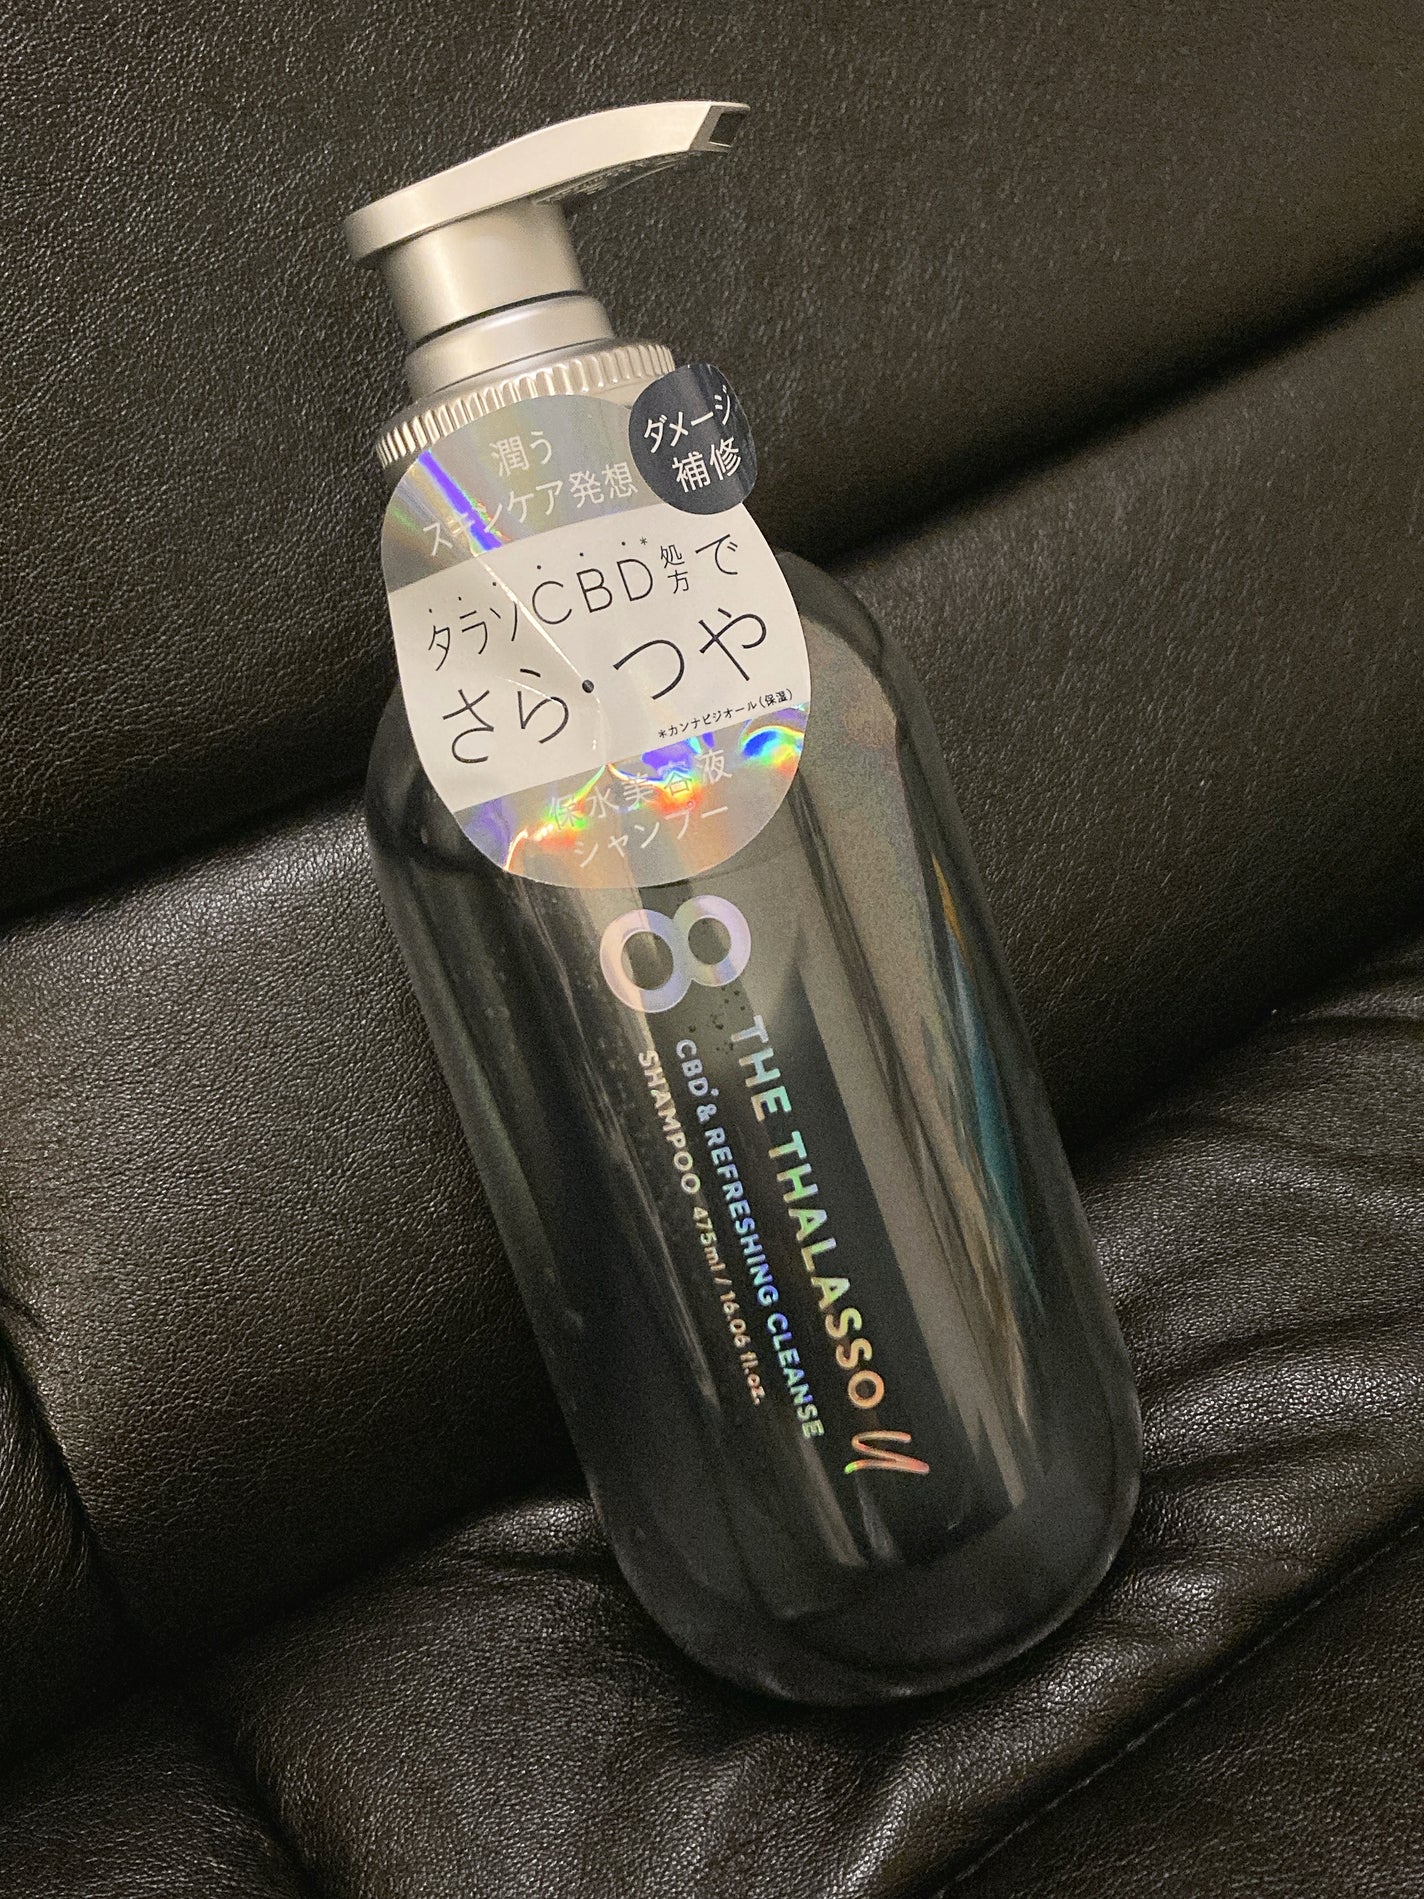 ダメージ
補修
潤う
スキンケア発想
タラソCBD*処方で
さら・つや
*カンナビジオール(保湿)
保水美容液
シャンプー
8
THE THALASSO
CBD* & REFRESHING CLEANSE
SHAMPOO 475ml / 16.06 fl.oz.